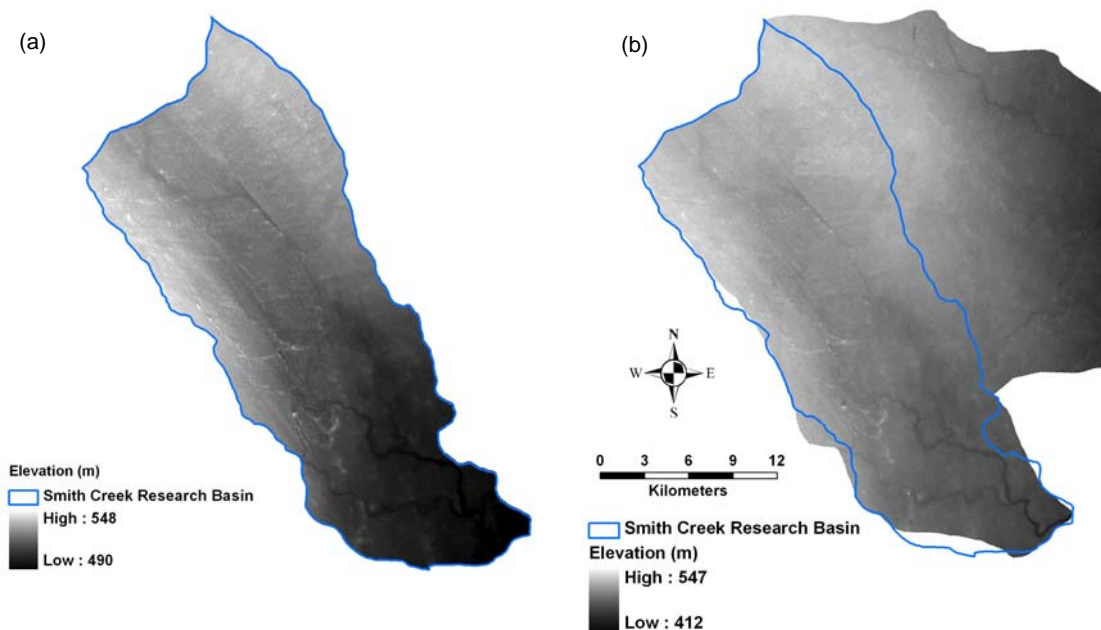 (a)
Elevation (m)
Smith Creek Research Basin
High : 548
Low : 490
(b)
N
W E
S
0 3 6 9 12
Kilometers
Smith Creek Research Basin
Elevation (m)
High : 547
Low : 412